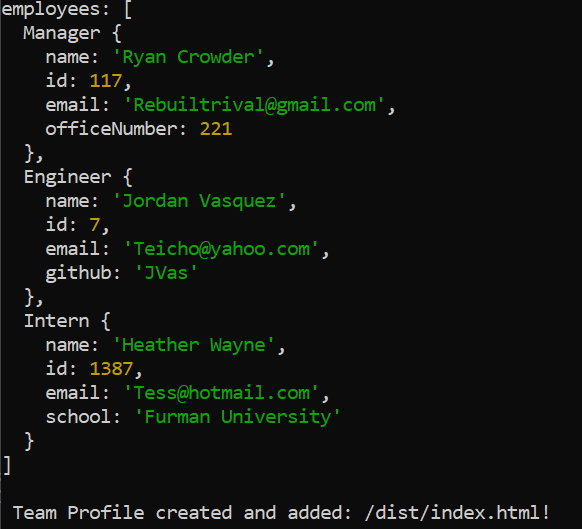 employees: [
Manager {
name: 'Ryan Crowder',
id: 117,
email: 'Rebuiltrival@gmail.com',
officeNumber: 221
},
Engineer {
name: 'Jordan Vasquez',
id: 7,
email: 'Teicho@yahoo.com',
github: 'JVas'
},
Intern {
name: 'Heather Wayne',
id: 1387,
email: 'Tess@hotmail.com',
school: 'Furman University'
}
]
Team Profile created and added: /dist/index.html!